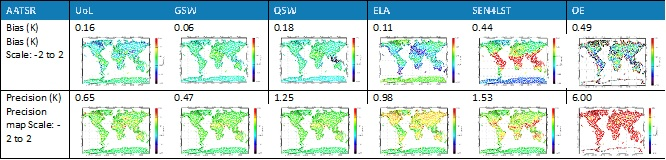 AATSR UoL GSW QSW ELA SEN4LST OE
Bias (K) 0.16 0.06 0.18 0.11 0.44 0.49
Bias (K)
Scale: -2 to 2
Precision (K) 0.65 0.47 1.25 0.98 1.53 6.00
Precision
map Scale: -
2 to 2